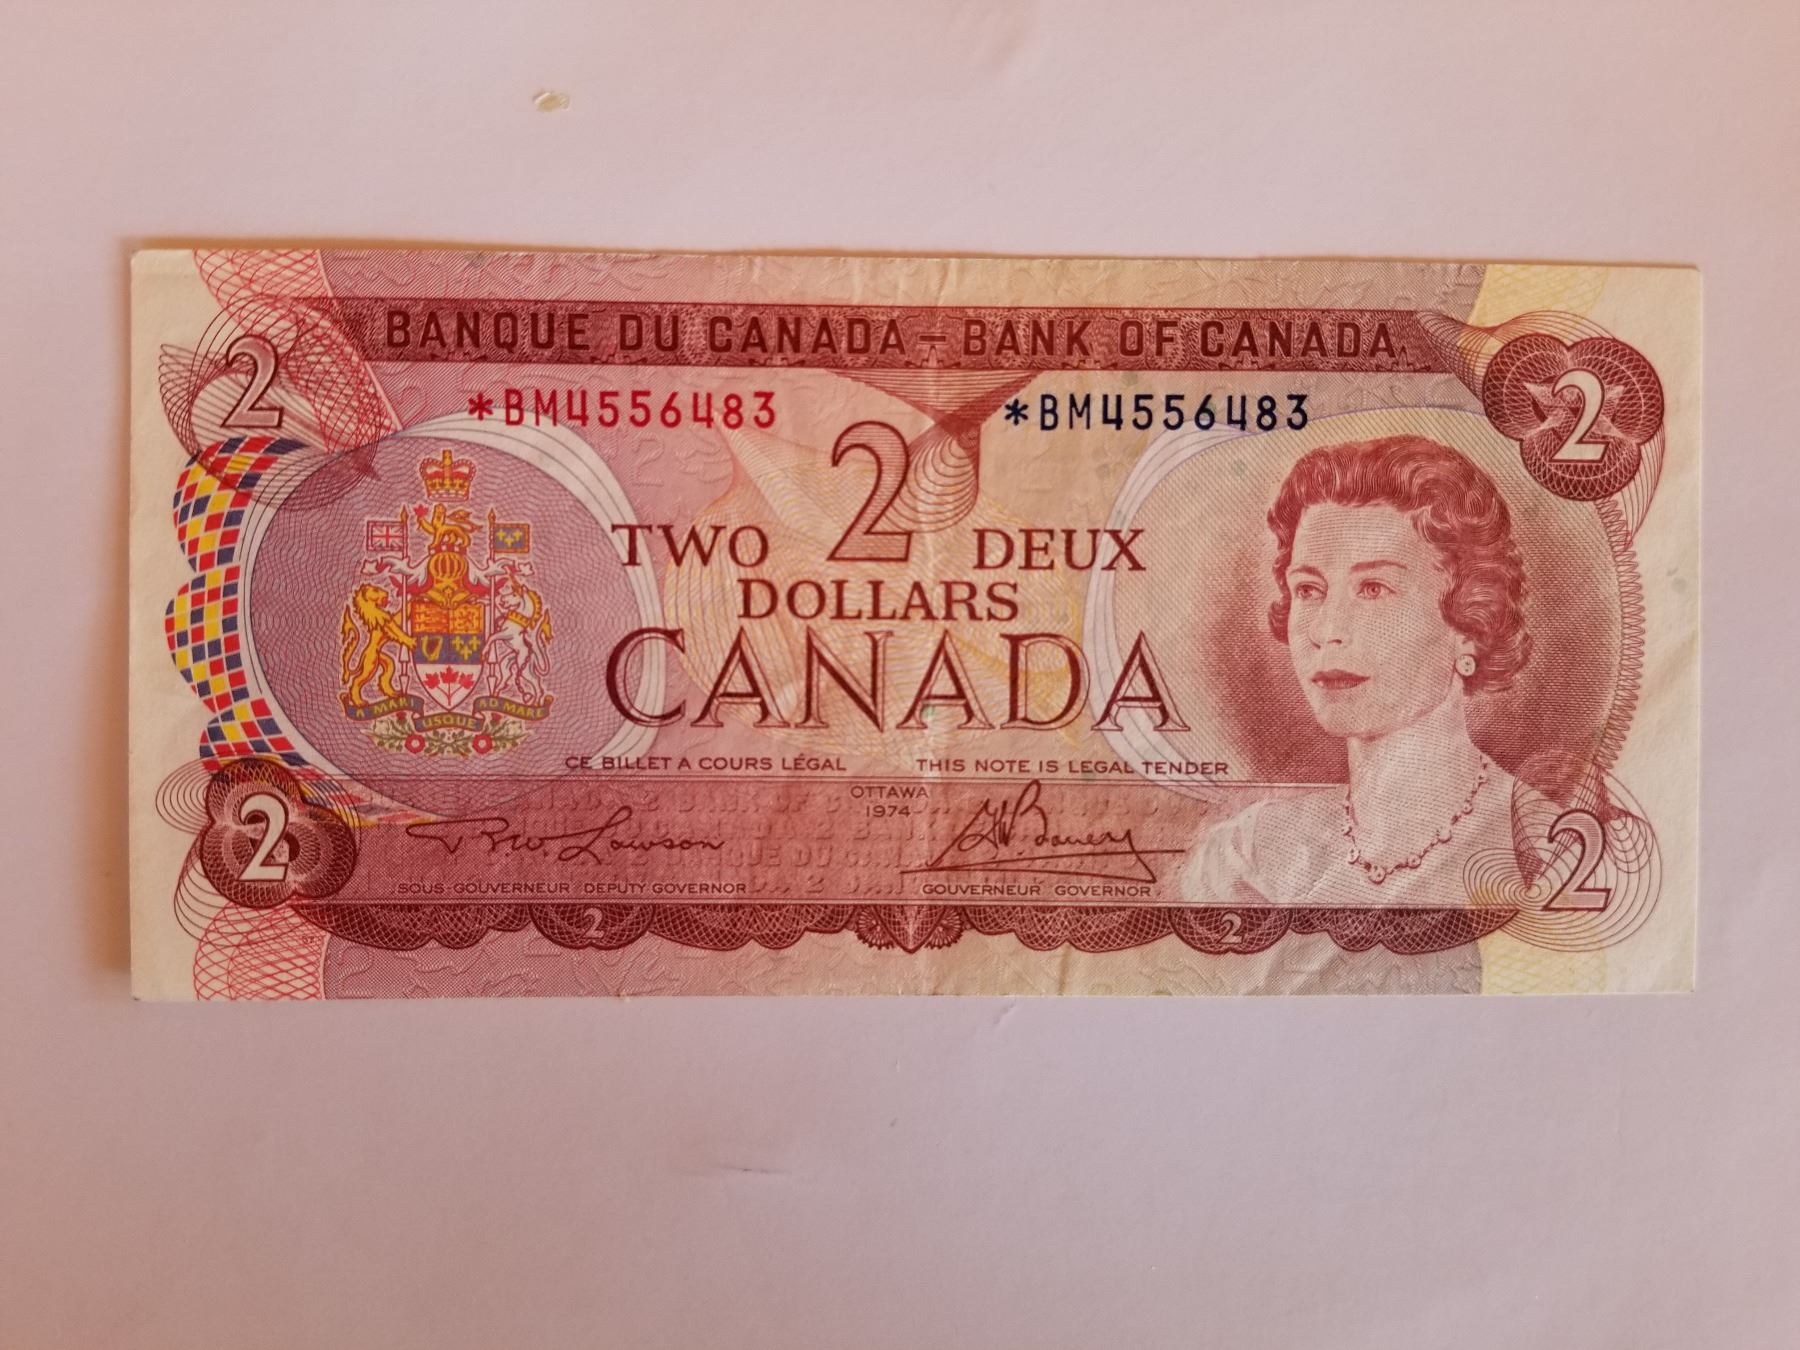 BANQUE DU CANADA – BANK OF CANADA
2 2
*BM4556483 *BM4556483
2
TWO DEUX
DOLLARS
CANADA
A MARI USQUE AD MARE
CE BILLET A COURS LÉGAL THIS NOTE IS LEGAL TENDER
OTTAWA
1974
R.W. Lawson G.K. Bouey
SOUS-GOUVERNEUR DEPUTY GOVERNOR GOUVERNEUR GOVERNOR
2 2
2 2